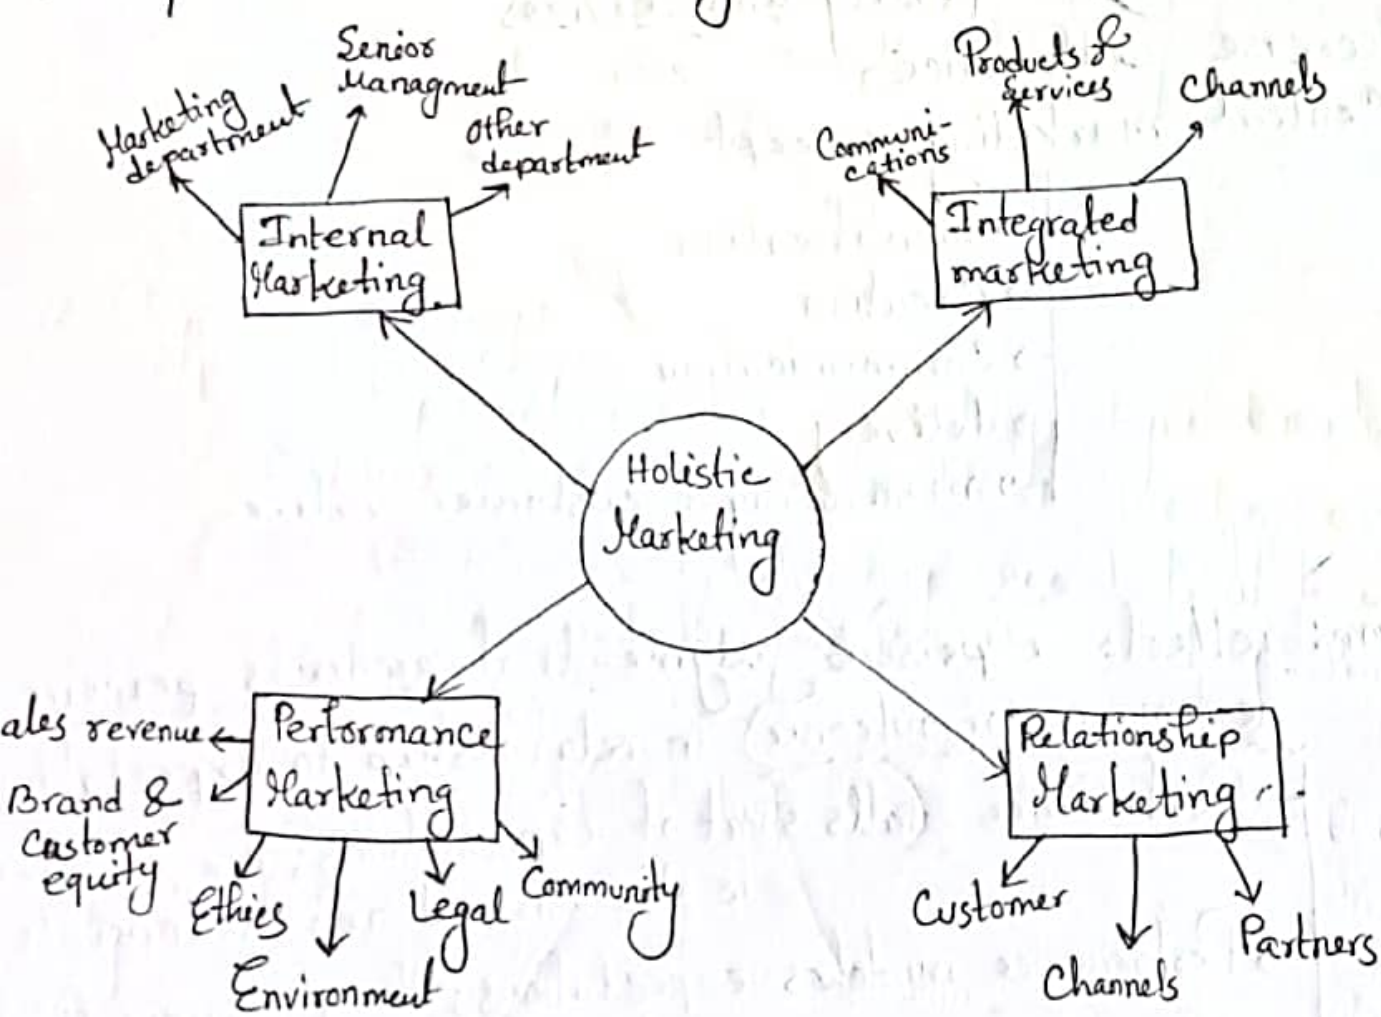 Senior
Managment
Marketing
department
other
department
Internal
Marketing
Products &
services
Channels
Communi-
cations
Integrated
marketing
Holistic
Marketing
Performance
Marketing
ales revenue
Brand &
Customer
equity
Ethics
Environment
Legal
Community
Relationship
Marketing
Customer
Channels
Partners